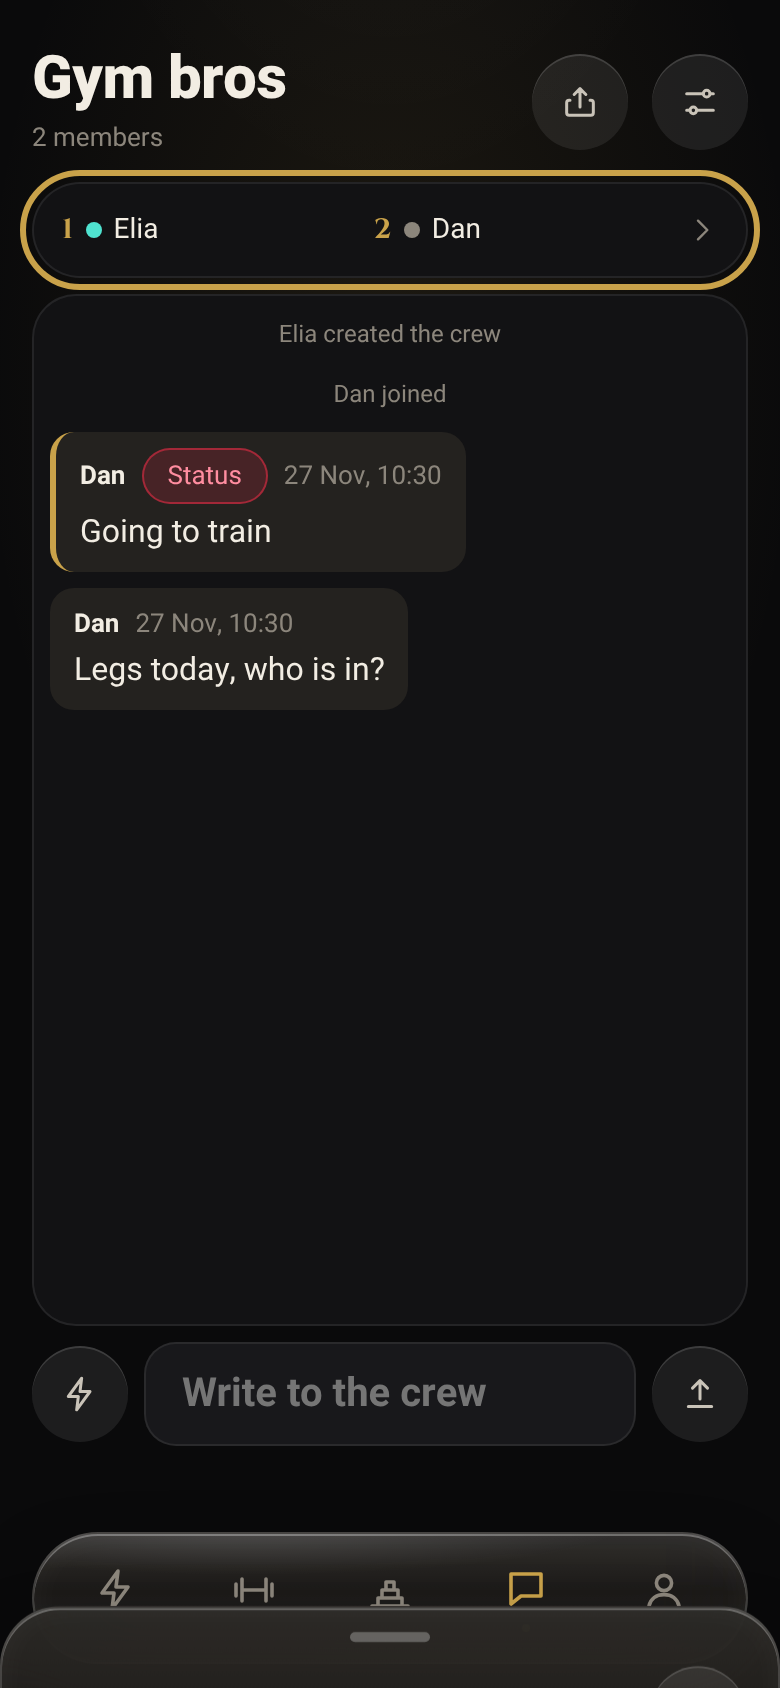 Gym bros
2 members
1 Elia 2 Dan
Elia created the crew
Dan joined
Dan Status 27 Nov, 10:30
Going to train
Dan 27 Nov, 10:30
Legs today, who is in?
Write to the crew